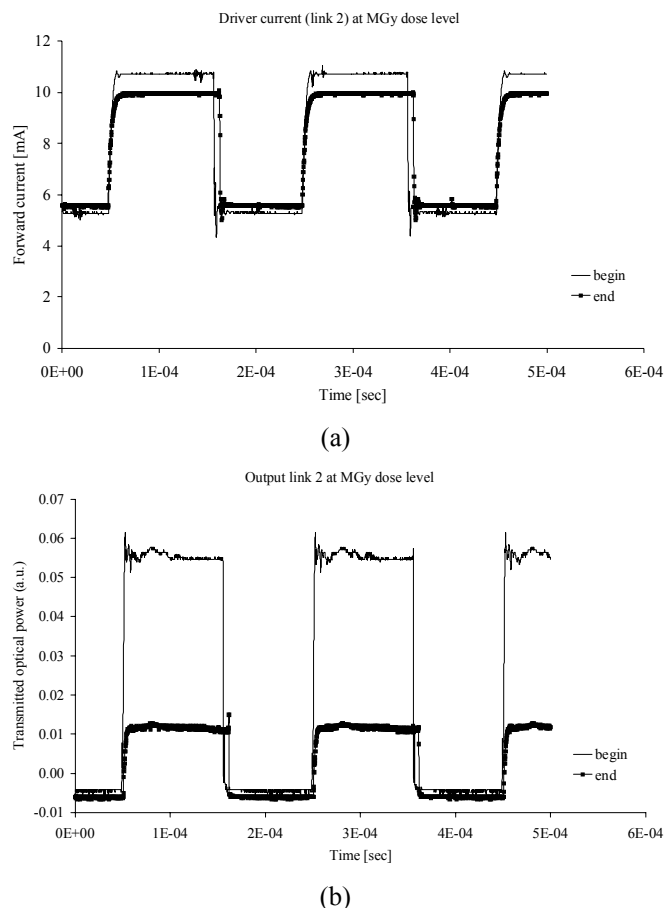 Driver current (link 2) at MGy dose level
12
10
8
6
4
2
0
Forward current [mA]
0E+00 1E-04 2E-04 3E-04 4E-04 5E-04 6E-04
Time [sec]
begin
end
(a)
Output link 2 at MGy dose level
0.07
0.06
0.05
0.04
0.03
0.02
0.01
0.00
-0.01
Transmitted optical power (a.u.)
0E+00 1E-04 2E-04 3E-04 4E-04 5E-04 6E-04
Time [sec]
begin
end
(b)